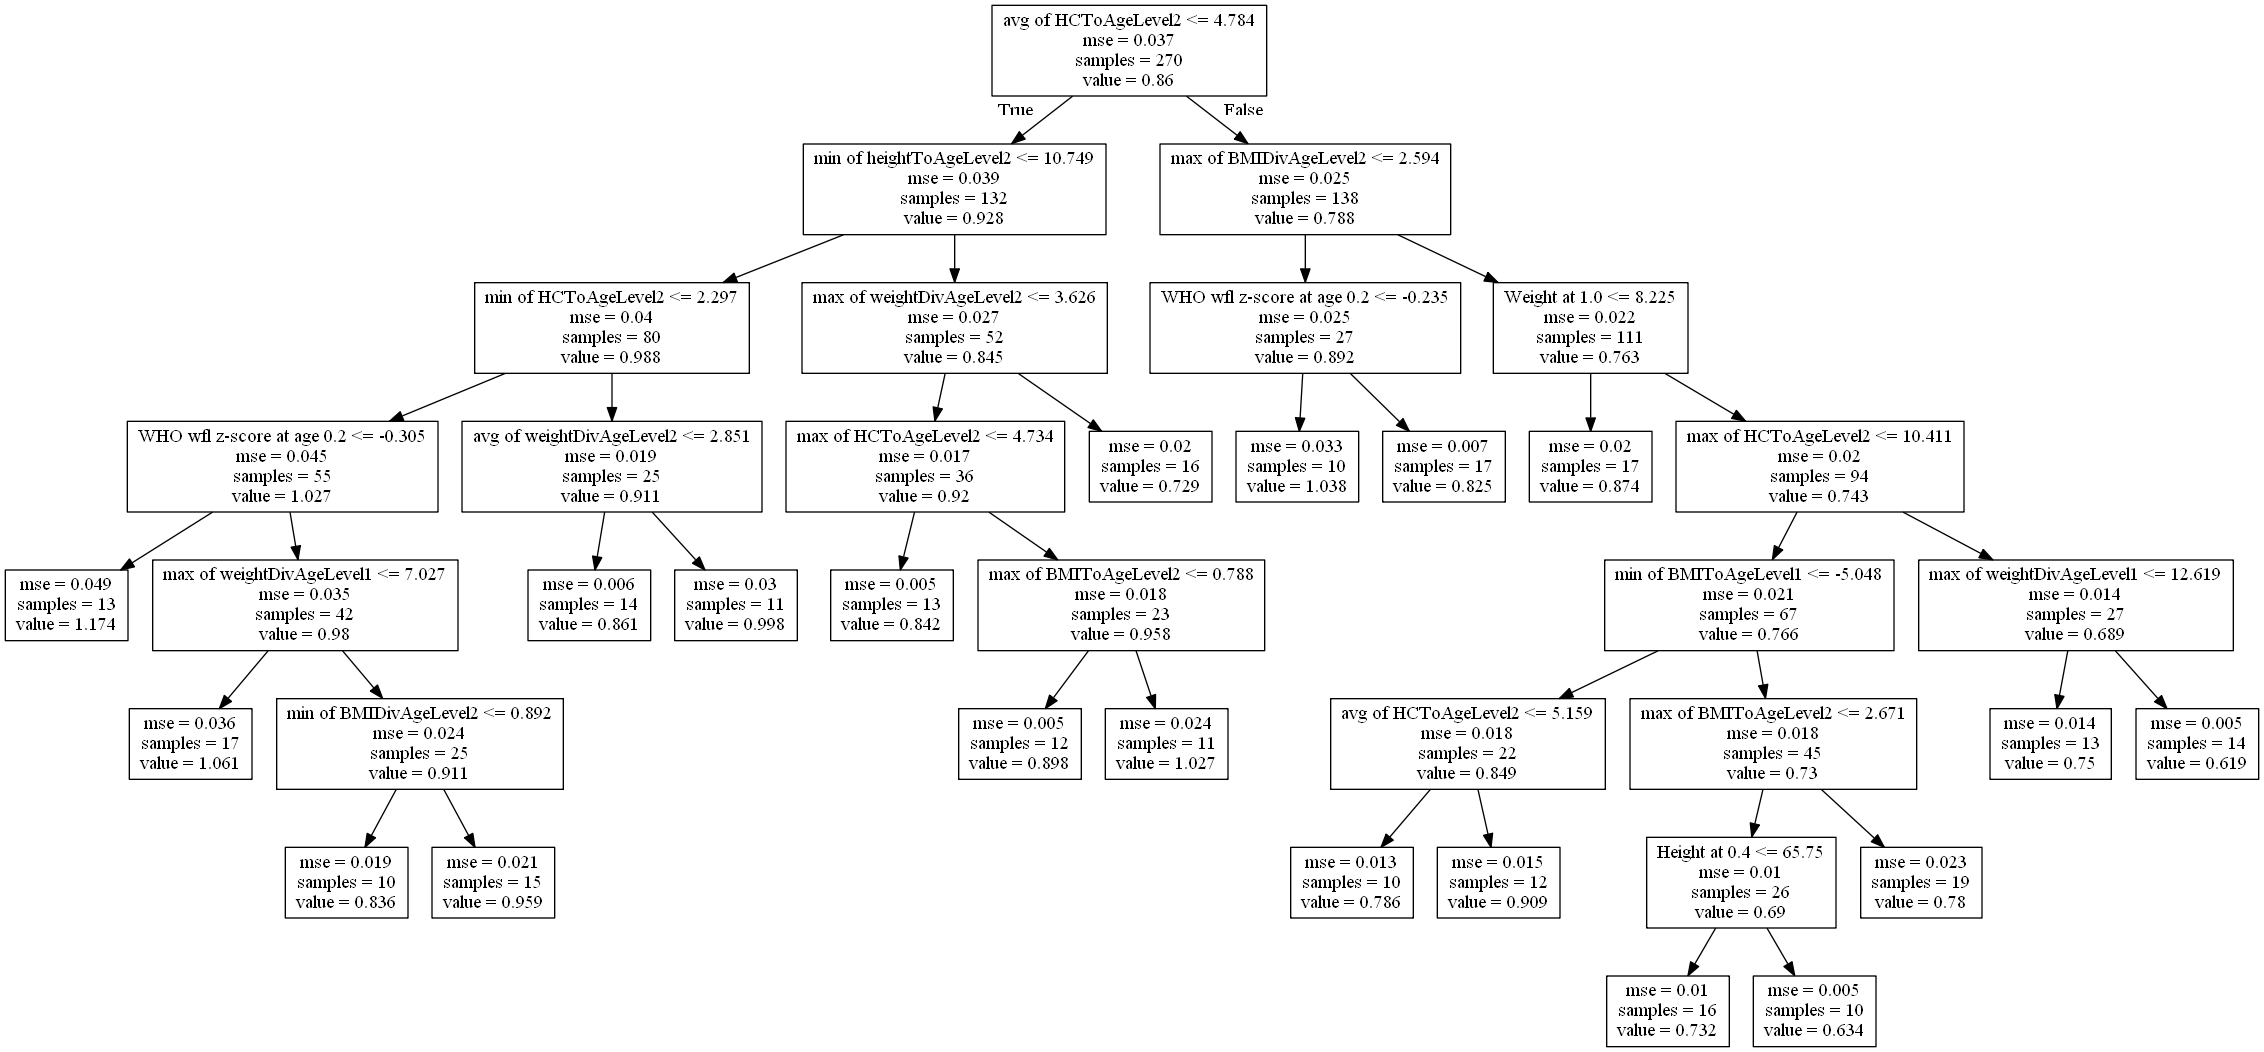 avg of HCToAgeLevel2 <= 4.784
mse = 0.037
samples = 270
value = 0.86
True
False
min of heightToAgeLevel2 <= 10.749
mse = 0.039
samples = 132
value = 0.928
max of BMIDivAgeLevel2 <= 2.594
mse = 0.025
samples = 138
value = 0.788
min of HCToAgeLevel2 <= 2.297
mse = 0.04
samples = 80
value = 0.988
max of weightDivAgeLevel2 <= 3.626
mse = 0.027
samples = 52
value = 0.845
WHO wfl z-score at age 0.2 <= -0.235
mse = 0.025
samples = 27
value = 0.892
Weight at 1.0 <= 8.225
mse = 0.022
samples = 111
value = 0.763
WHO wfl z-score at age 0.2 <= -0.305
mse = 0.045
samples = 55
value = 1.027
avg of weightDivAgeLevel2 <= 2.851
mse = 0.019
samples = 25
value = 0.911
max of HCToAgeLevel2 <= 4.734
mse = 0.017
samples = 36
value = 0.92
mse = 0.02
samples = 16
value = 0.729
mse = 0.033
samples = 10
value = 1.038
mse = 0.007
samples = 17
value = 0.825
mse = 0.02
samples = 17
value = 0.874
max of HCToAgeLevel2 <= 10.411
mse = 0.02
samples = 94
value = 0.743
mse = 0.049
samples = 13
value = 1.174
max of weightDivAgeLevel1 <= 7.027
mse = 0.035
samples = 42
value = 0.98
mse = 0.006
samples = 14
value = 0.861
mse = 0.03
samples = 11
value = 0.998
mse = 0.005
samples = 13
value = 0.842
max of BMIToAgeLevel2 <= 0.788
mse = 0.018
samples = 23
value = 0.958
min of BMIToAgeLevel1 <= -5.048
mse = 0.021
samples = 67
value = 0.766
max of weightDivAgeLevel1 <= 12.619
mse = 0.014
samples = 27
value = 0.689
mse = 0.036
samples = 17
value = 1.061
min of BMIDivAgeLevel2 <= 0.892
mse = 0.024
samples = 25
value = 0.911
mse = 0.005
samples = 12
value = 0.898
mse = 0.024
samples = 11
value = 1.027
avg of HCToAgeLevel2 <= 5.159
mse = 0.018
samples = 22
value = 0.849
max of BMIToAgeLevel2 <= 2.671
mse = 0.018
samples = 45
value = 0.73
mse = 0.014
samples = 13
value = 0.75
mse = 0.005
samples = 14
value = 0.619
mse = 0.019
samples = 10
value = 0.836
mse = 0.021
samples = 15
value = 0.959
mse = 0.013
samples = 10
value = 0.786
mse = 0.015
samples = 12
value = 0.909
Height at 0.4 <= 65.75
mse = 0.01
samples = 26
value = 0.69
mse = 0.023
samples = 19
value = 0.78
mse = 0.01
samples = 16
value = 0.732
mse = 0.005
samples = 10
value = 0.634